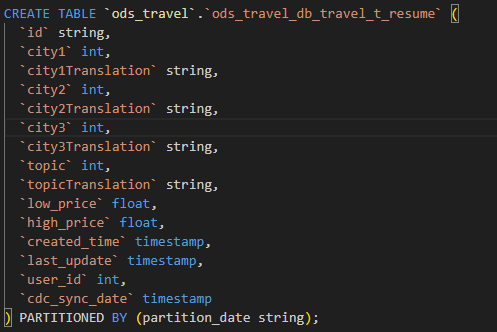 CREATE TABLE `ods_travel`.`ods_travel_db_travel_t_resume` (
`id` string,
`city1` int,
`city1Translation` string,
`city2` int,
`city2Translation` string,
`city3` int,
`city3Translation` string,
`topic` int,
`topicTranslation` string,
`low_price` float,
`high_price` float,
`created_time` timestamp,
`last_update` timestamp,
`user_id` int,
`cdc_sync_date` timestamp
) PARTITIONED BY (partition_date string);